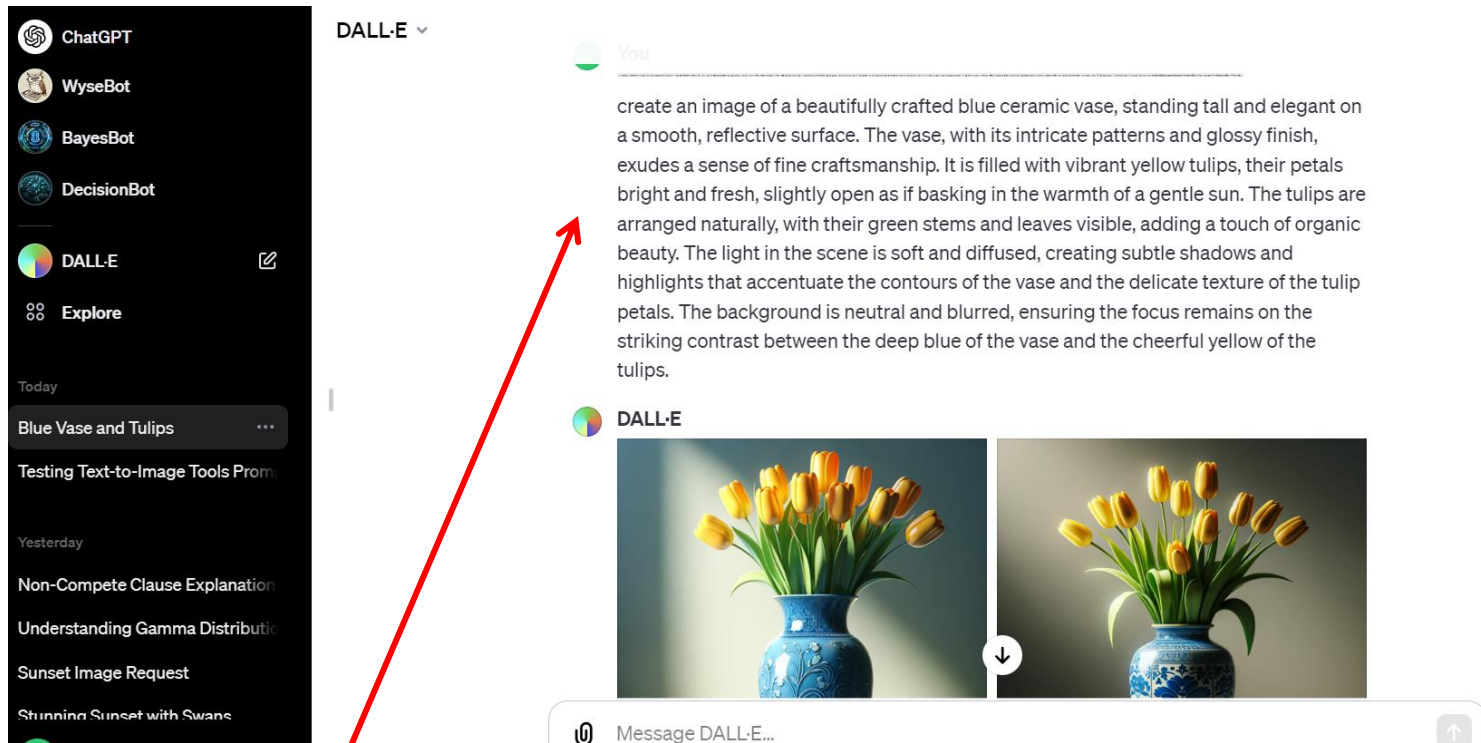 ChatGPT
WyseBot
BayesBot
DecisionBot
DALL·E
Explore
Today
Blue Vase and Tulips
Testing Text-to-Image Tools Prom
Yesterday
Non-Compete Clause Explanation
Understanding Gamma Distributic
Sunset Image Request
Stunning Sunset with Swans
DALL·E
You
create an image of a beautifully crafted blue ceramic vase, standing tall and elegant on
a smooth, reflective surface. The vase, with its intricate patterns and glossy finish,
exudes a sense of fine craftsmanship. It is filled with vibrant yellow tulips, their petals
bright and fresh, slightly open as if basking in the warmth of a gentle sun. The tulips are
arranged naturally, with their green stems and leaves visible, adding a touch of organic
beauty. The light in the scene is soft and diffused, creating subtle shadows and
highlights that accentuate the contours of the vase and the delicate texture of the tulip
petals. The background is neutral and blurred, ensuring the focus remains on the
striking contrast between the deep blue of the vase and the cheerful yellow of the
tulips.
DALL·E
Message DALL·E...